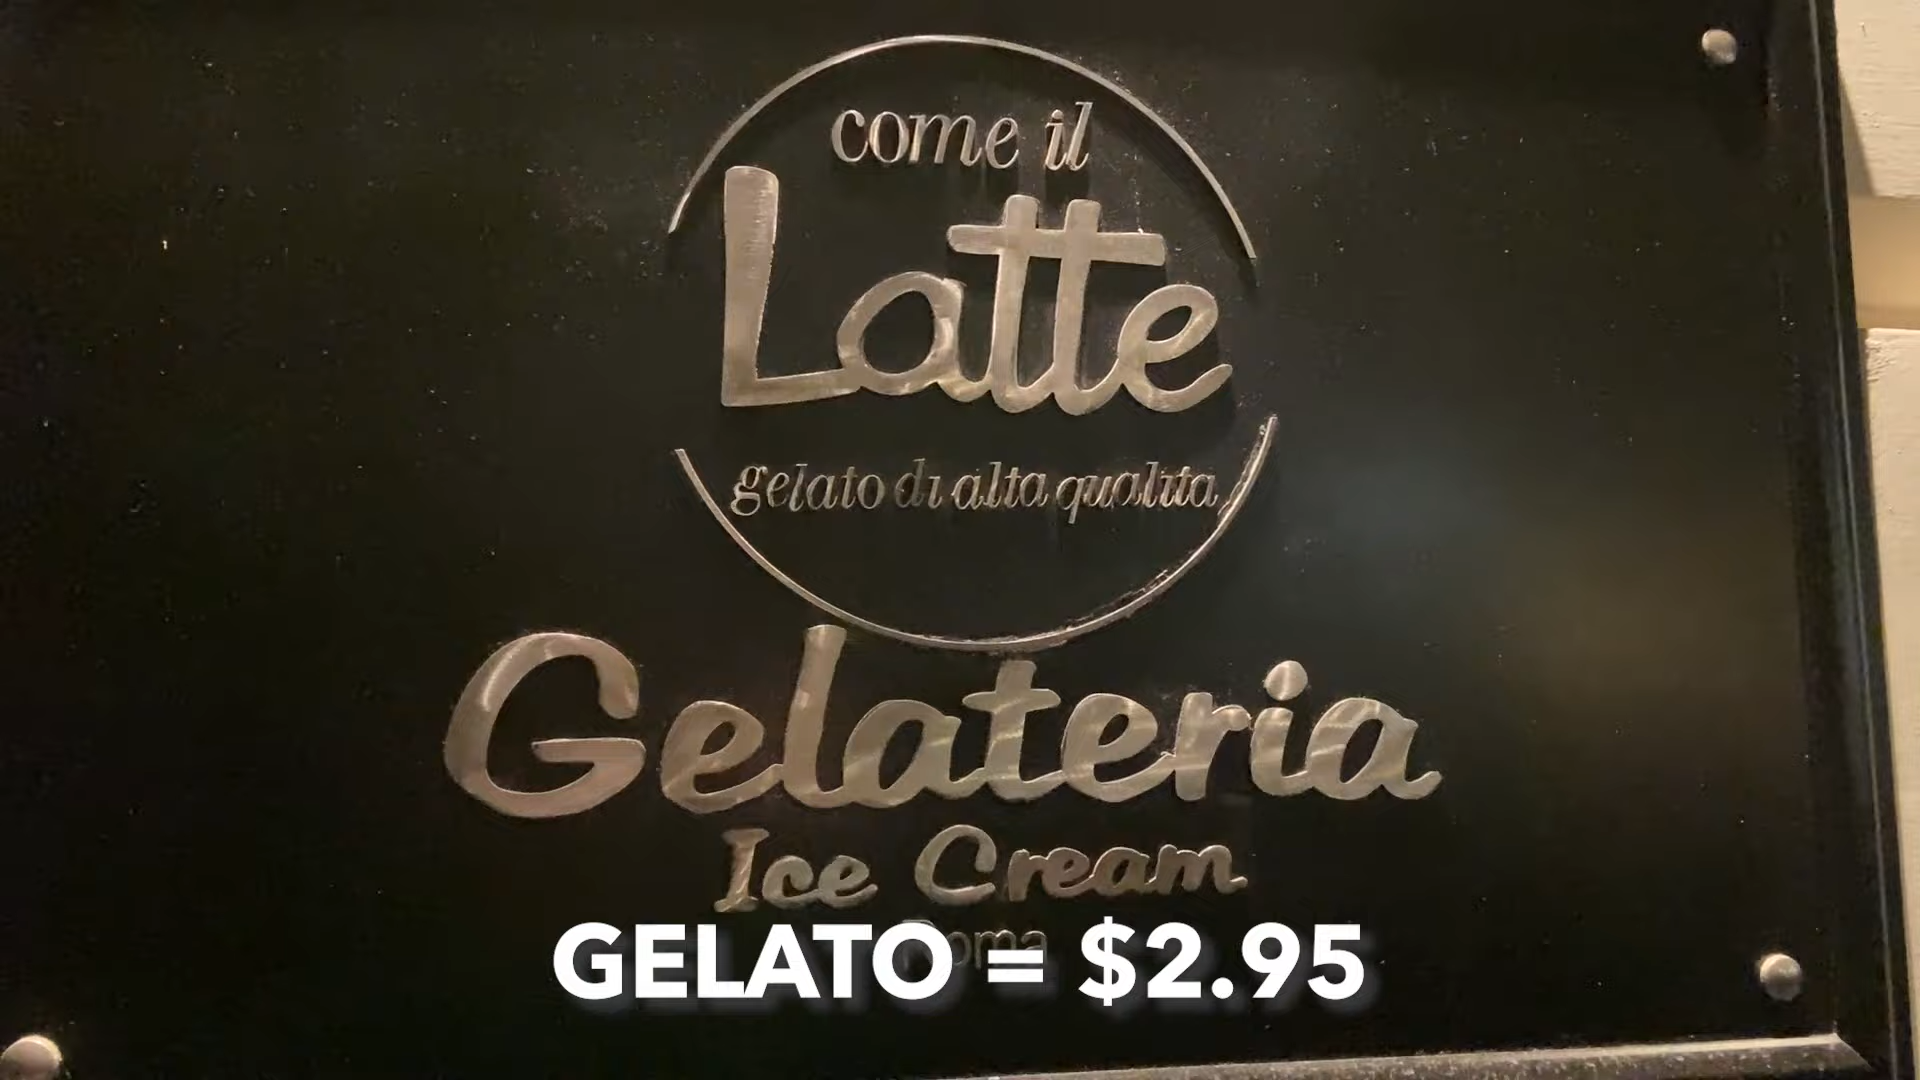 come il
Latte
gelato di alta qualita
Gelateria
Ice Cream
Roma
GELATO = $2.95